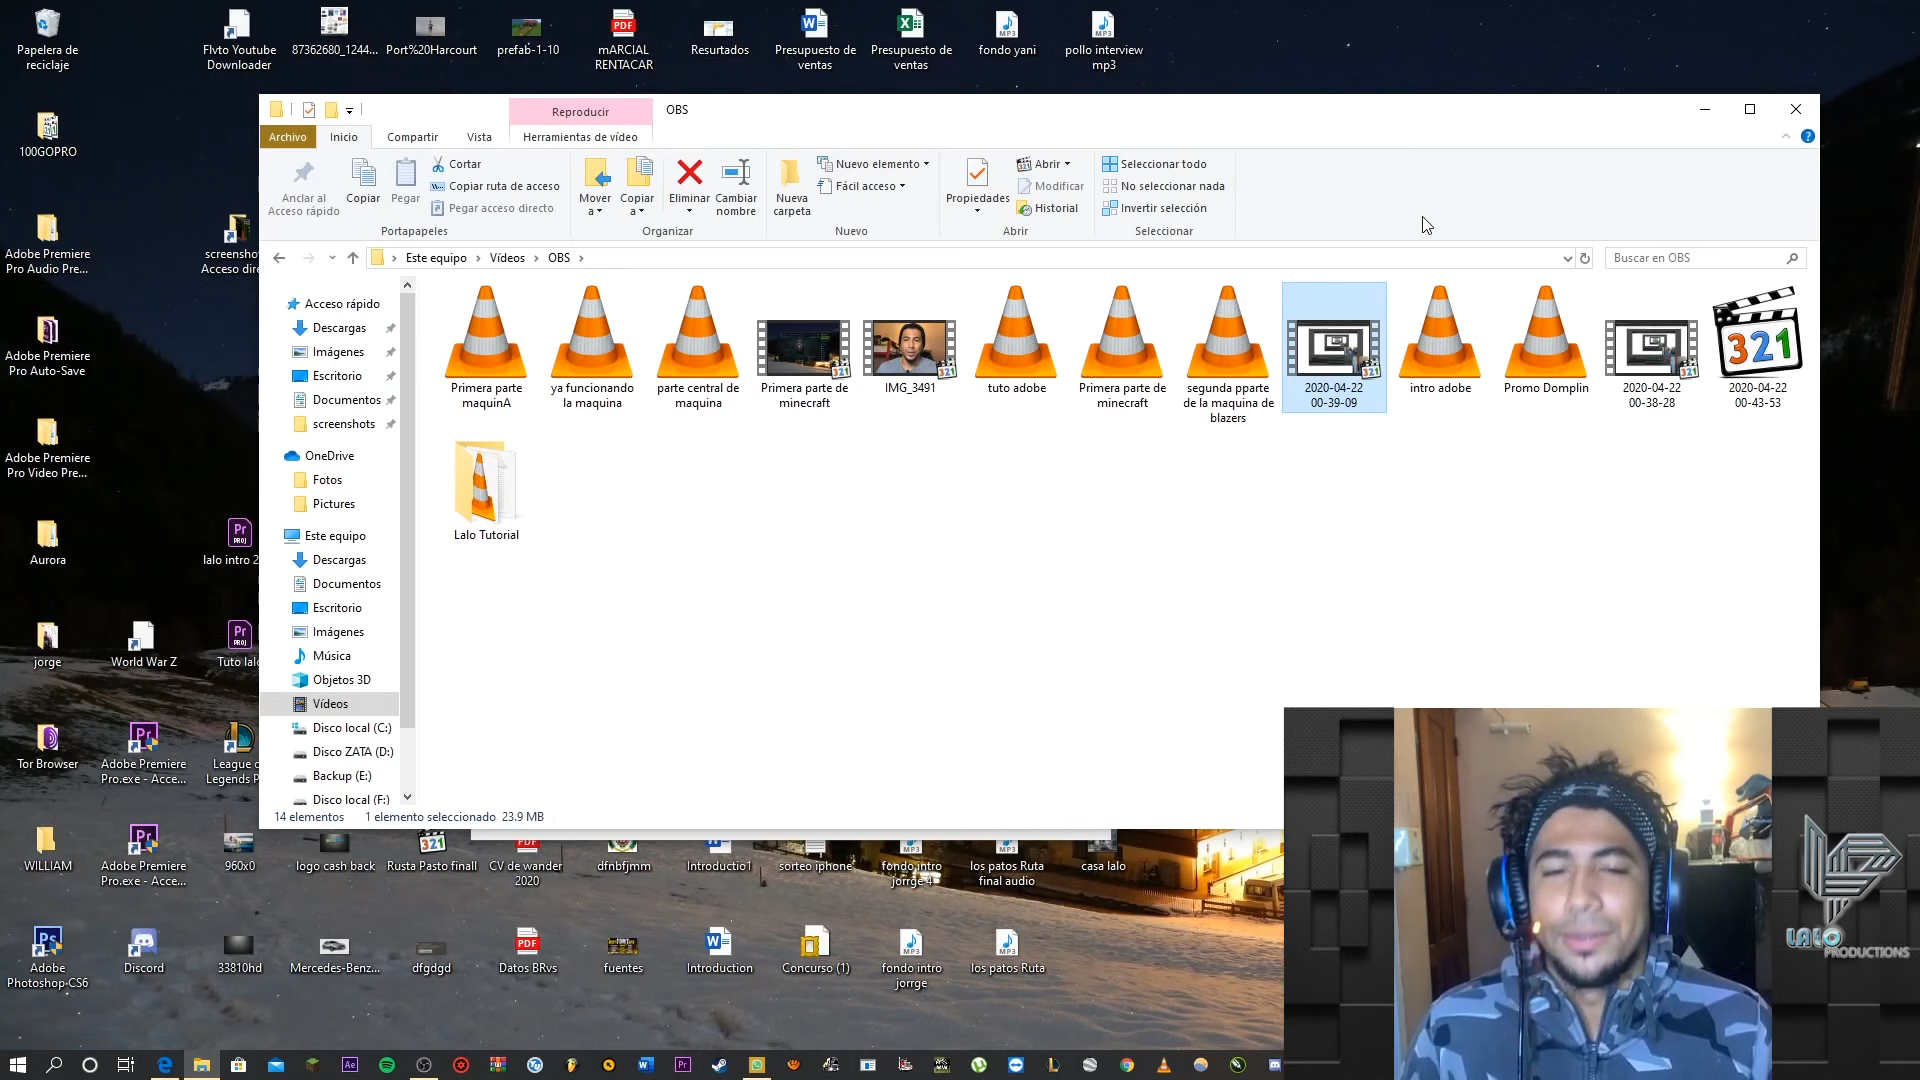 Papelera de
reciclaje
Flvto Youtube
Downloader
87362680_1244...
Port%20Harcourt
prefab-1-10
mARCIAL
RENTACAR
Resurtados
Presupuesto de
ventas
Presupuesto de
ventas
fondo yani
pollo interview
mp3
100GOPRO
Adobe Premiere
Pro Audio Pre...
screenshot
Acceso dire
Adobe Premiere
Pro Auto-Save
Adobe Premiere
Pro Video Pre...
Aurora
lalo intro 2
jorge
World War Z
Tuto lalo
Tor Browser
Adobe Premiere
Pro.exe - Acce...
League o
Legends P
WILLIAM
Adobe Premiere
Pro.exe - Acce...
960x0
logo cash back
Rusta Pasto finall
CV de wander
2020
dfnbfjmm
Introductio1
sorteo iphone
fondo intro
jorrge 4
los patos Ruta
final audio
casa lalo
Adobe
Photoshop CS6
Discord
33810hd
Mercedes-Benz...
dfgdgd
Datos BRvs
fuentes
Introduction
Concurso (1)
fondo intro
jorrge
los patos Ruta
Reproducir
OBS
Archivo
Inicio
Compartir
Vista
Herramientas de vídeo
Anclar al
Acceso rápido
Copiar
Pegar
Cortar
Copiar ruta de acceso
Pegar acceso directo
Portapapeles
Mover
a
Copiar
a
Eliminar
Cambiar
nombre
Organizar
Nueva
carpeta
Nuevo elemento
Fácil acceso
Nuevo
Propiedades
Abrir
Modificar
Historial
Abrir
Seleccionar todo
No seleccionar nada
Invertir selección
Seleccionar
Este equipo > Vídeos > OBS >
Buscar en OBS
Acceso rápido
Descargas
Imágenes
Escritorio
Documentos
screenshots
OneDrive
Fotos
Pictures
Este equipo
Descargas
Documentos
Escritorio
Imágenes
Música
Objetos 3D
Vídeos
Disco local (C:)
Disco ZATA (D:)
Backup (E:)
Disco local (F:)
Primera parte
maquinA
ya funcionando
la maquina
parte central de
maquina
Primera parte de
minecraft
IMG_3491
tuto adobe
Primera parte de
minecraft
segunda pparte
de la maquina de
blazers
2020-04-22
00-39-09
intro adobe
Promo Domplin
2020-04-22
00-38-28
321
2020-04-22
00-43-53
Lalo Tutorial
14 elementos
1 elemento seleccionado 23.9 MB
LALO
PRODUCTIONS